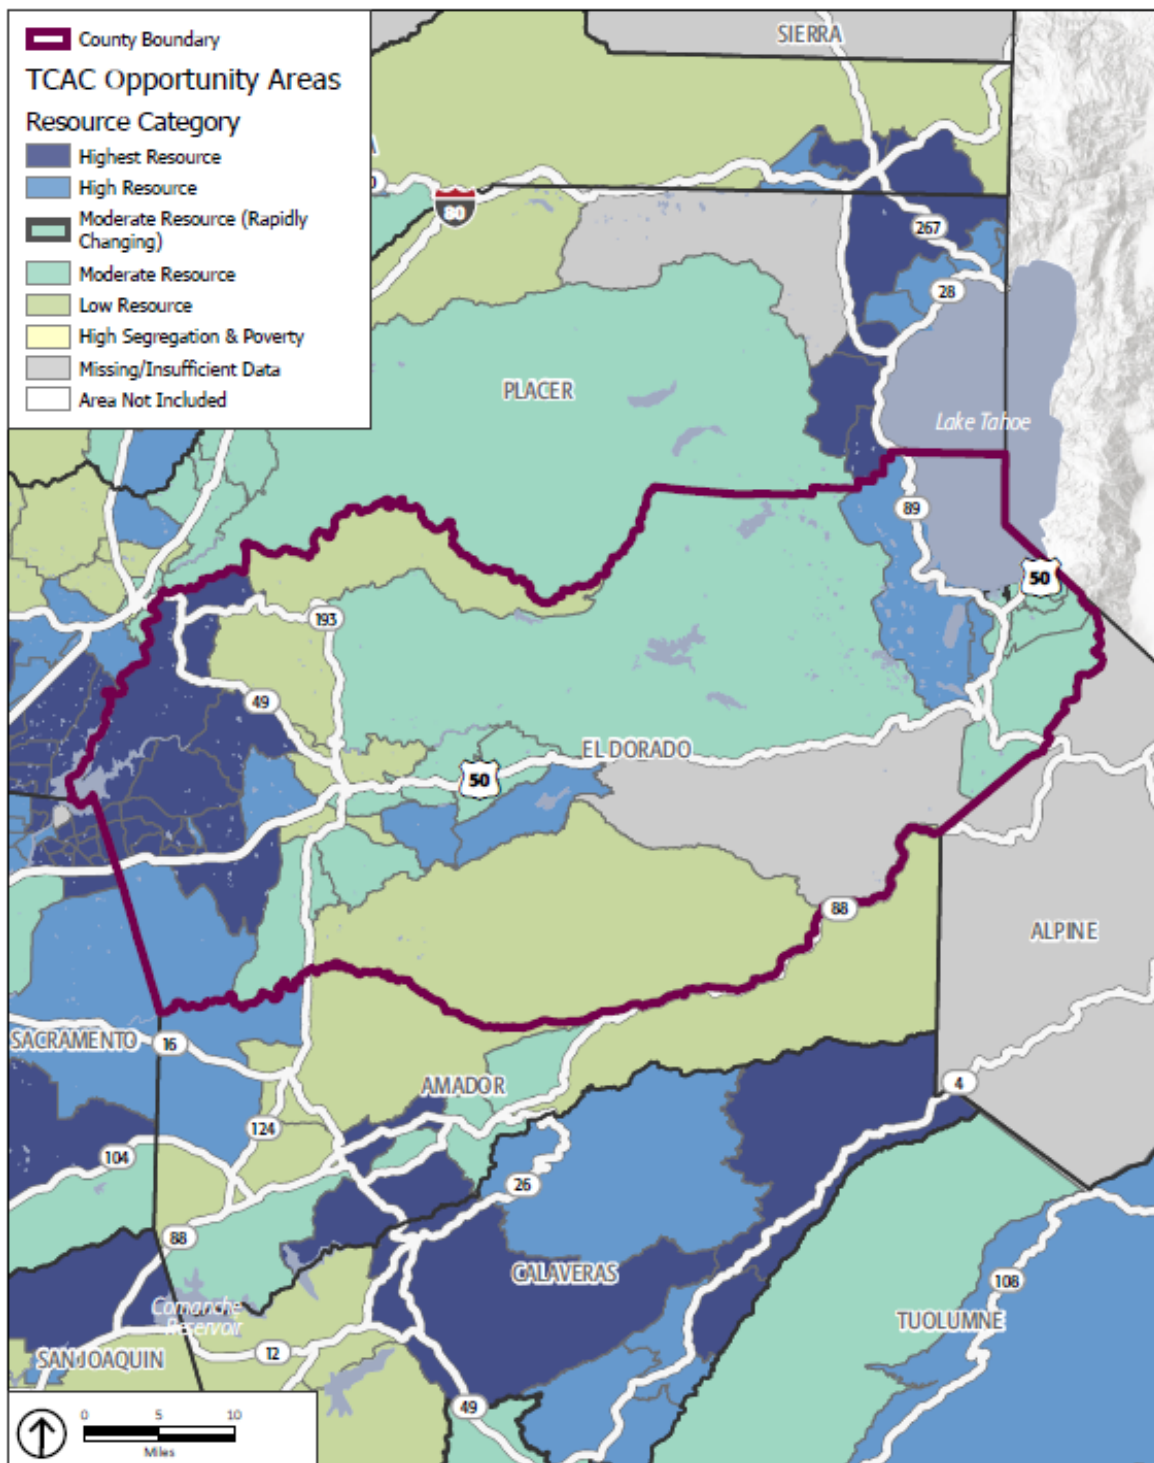 County Boundary
TCAC Opportunity Areas
Resource Category
Highest Resource
High Resource
Moderate Resource (Rapidly
Changing)
Moderate Resource
Low Resource
High Segregation & Poverty
Missing/Insufficient Data
Area Not Included
SIERRA
80
267
28
PLACER
Lake Tahoe
89
50
193
49
EL DORADO
50
88
ALPINE
SACRAMENTO
16
AMADOR
4
124
104
26
88
CALAVERAS
108
Comanche
Reservoir
TUOLUMNE
SAN JOAQUIN
12
49
0 5 10
Miles